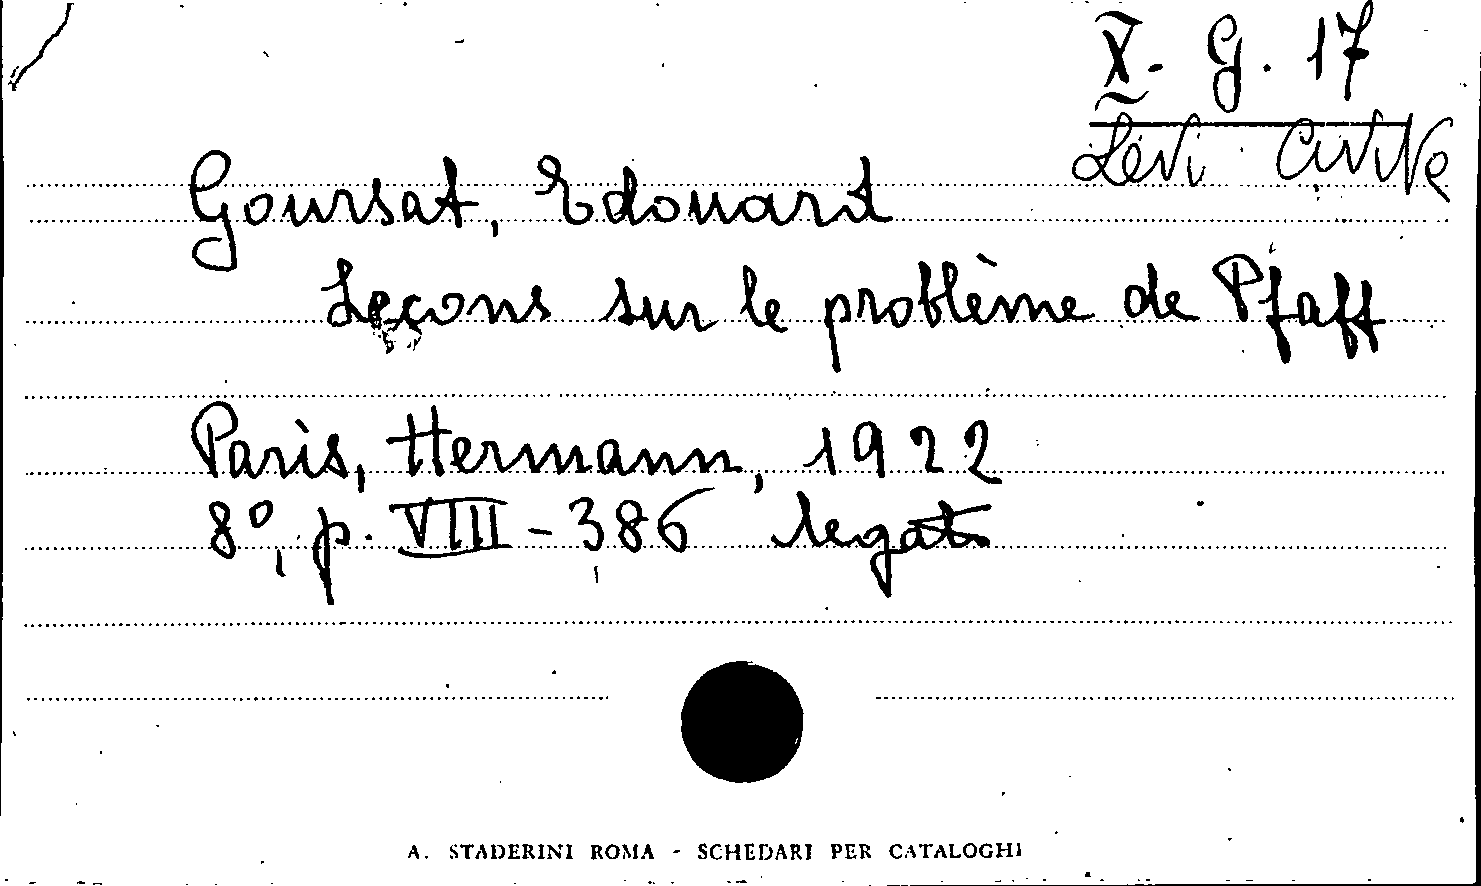 X. G. 17
Levi Civita
Goursat, Edouard
Leçons sur le problème de Pfaff
Paris, Hermann, 1922
8°, p. VIII - 386 legato
A. STADERINI ROMA - SCHEDARI PER CATALOGHI